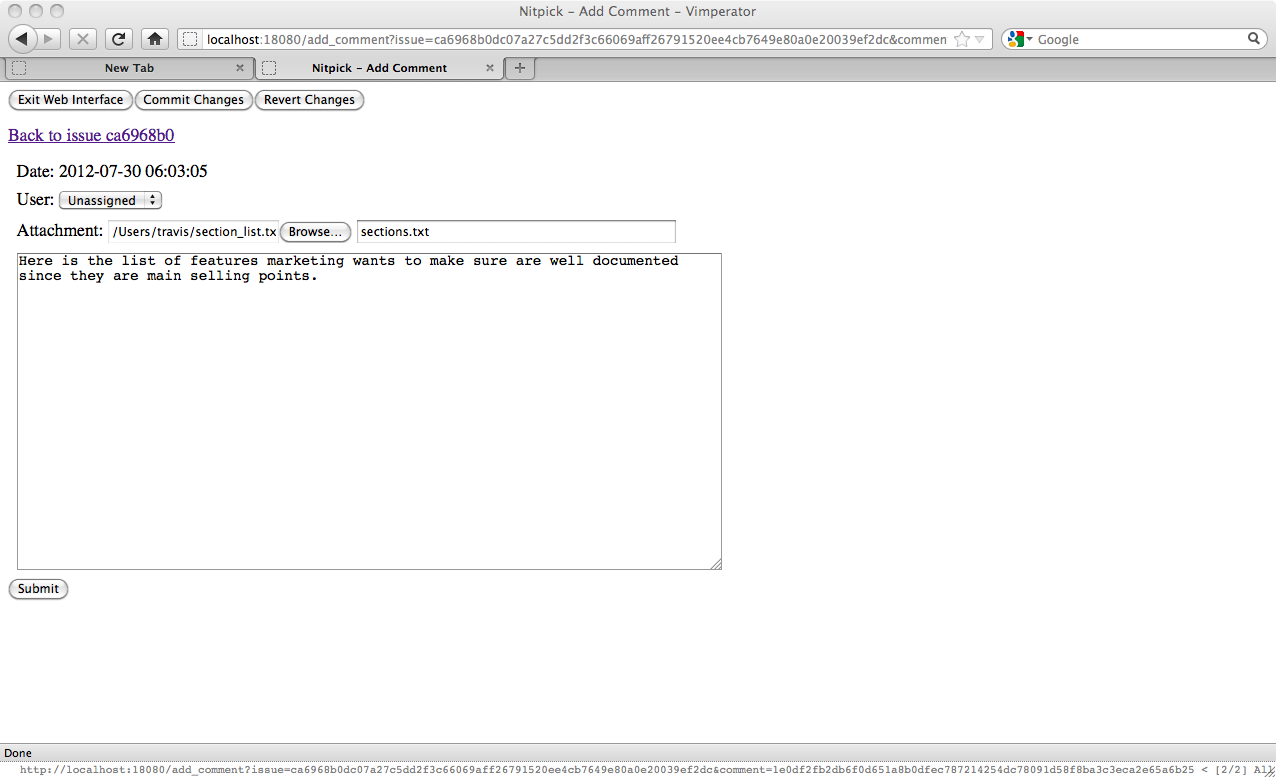 Nitpick – Add Comment – Vimperator
localhost:18080/add_comment?issue=ca6968b0dc07a27c5dd2f3c66069aff26791520ee4cb7649e80a0e20039ef2dc&commen
Google
New Tab
Nitpick – Add Comment
Exit Web Interface Commit Changes Revert Changes
Back to issue ca6968b0
Date: 2012-07-30 06:03:05
User: Unassigned
Attachment: /Users/travis/section_list.tx Browse... sections.txt
Here is the list of features marketing wants to make sure are well documented
since they are main selling points.
Submit
Done
http://localhost:18080/add_comment?issue=ca6968b0dc07a27c5dd2f3c66069aff26791520ee4cb7649e80a0e20039ef2dc&comment=1e0df2fb2db6f0d651a8b0dfec787214254dc78091d58f8ba3c3eca2e65a6b25 < [2/2] All